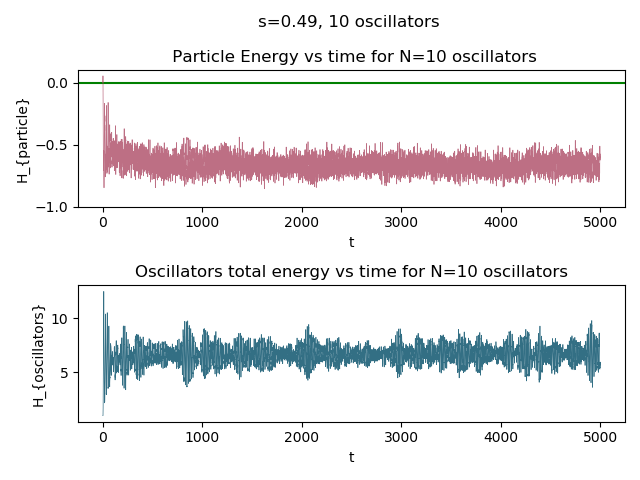 s=0.49, 10 oscillators
Particle Energy vs time for N=10 oscillators
H_{particle}
0.0
−0.5
−1.0
0 1000 2000 3000 4000 5000
t
Oscillators total energy vs time for N=10 oscillators
H_{oscillators}
10
5
0 1000 2000 3000 4000 5000
t